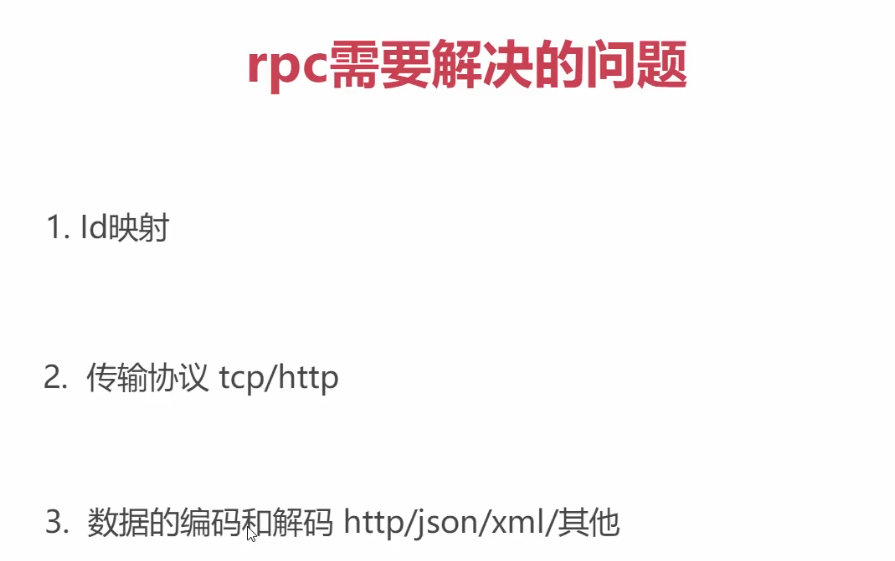 rpc需要解决的问题
1. Id映射
2. 传输协议 tcp/http
3. 数据的编码和解码 http/json/xml/其他